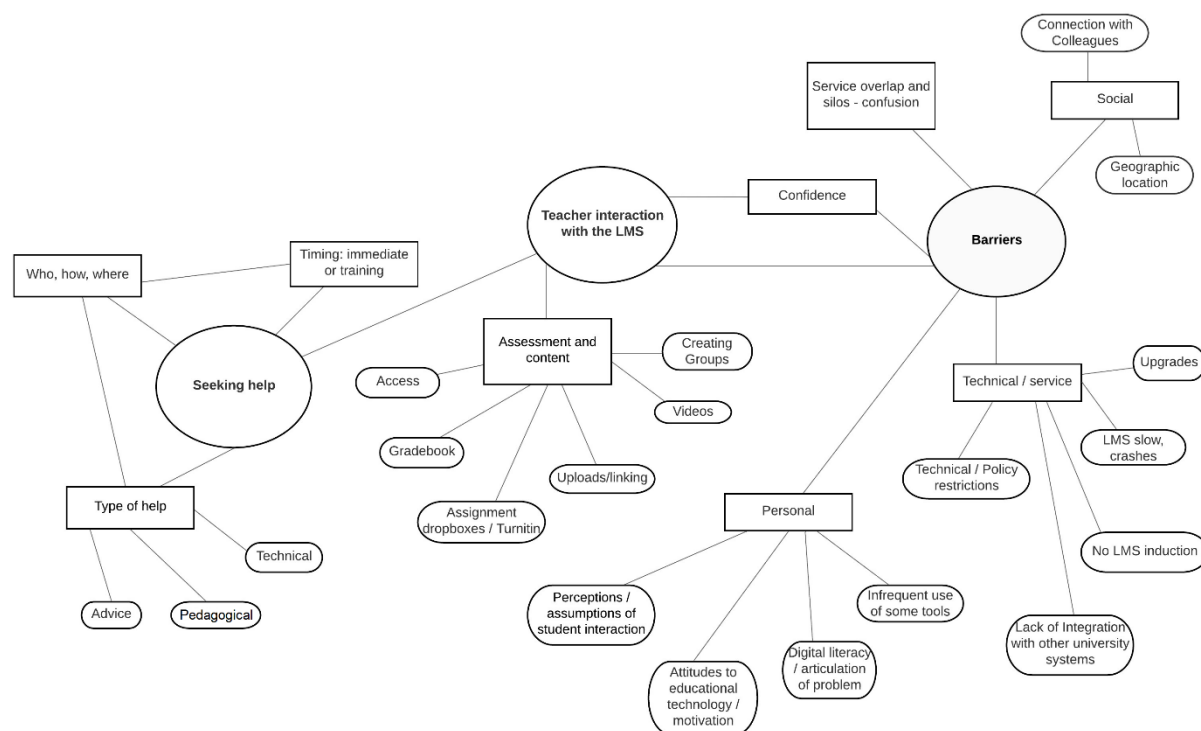 Connection with
Colleagues
Service overlap and
silos - confusion
Social
Geographic
location
Teacher interaction
with the LMS
Confidence
Barriers
Who, how, where
Timing: immediate
or training
Seeking help
Assessment and
content
Creating
Groups
Access
Videos
Gradebook
Uploads/linking
Assignment
dropboxes / Turnitin
Type of help
Technical
Advice
Pedagogical
Technical / service
Upgrades
LMS slow,
crashes
Technical / Policy
restrictions
No LMS induction
Lack of Integration
with other university
systems
Personal
Perceptions /
assumptions of
student interaction
Attitudes to
educational
technology /
motivation
Digital literacy
/ articulation
of problem
Infrequent use
of some tools